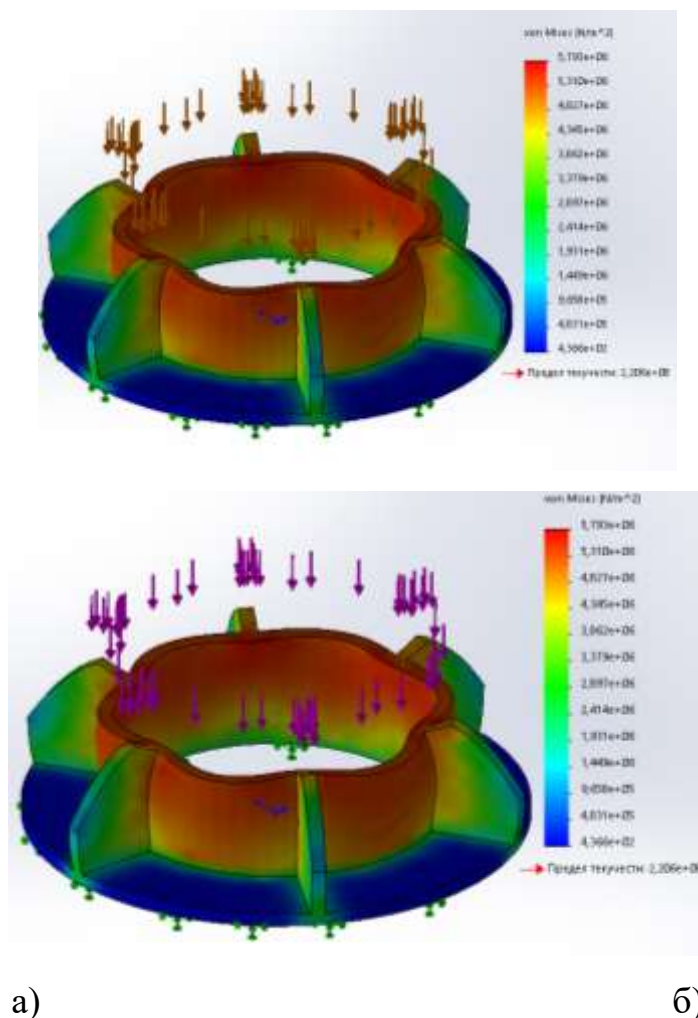 von Mises (N/m^2)
5,793e+06
5,310e+06
4,827e+06
4,345e+06
3,862e+06
3,379e+06
2,897e+06
2,414e+06
1,931e+06
1,449e+06
9,658e+05
4,831e+05
4,366e+02
Предел текучести: 2,206e+08
von Mises (N/m^2)
5,793e+06
5,310e+06
4,827e+06
4,345e+06
3,862e+06
3,379e+06
2,897e+06
2,414e+06
1,931e+06
1,449e+06
9,658e+05
4,831e+05
4,366e+02
Предел текучести: 2,206e+08
а) б)